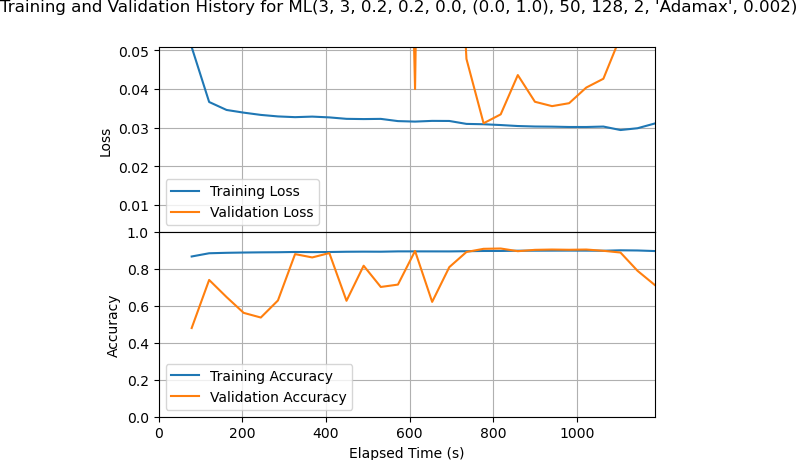 Training and Validation History for ML(3, 3, 0.2, 0.2, 0.0, (0.0, 1.0), 50, 128, 2, 'Adamax', 0.002)
0.05
0.04
0.03
0.02
0.01
Loss
Training Loss
Validation Loss
1.0
0.8
0.6
0.4
0.2
0.0
Accuracy
Training Accuracy
Validation Accuracy
0 200 400 600 800 1000
Elapsed Time (s)